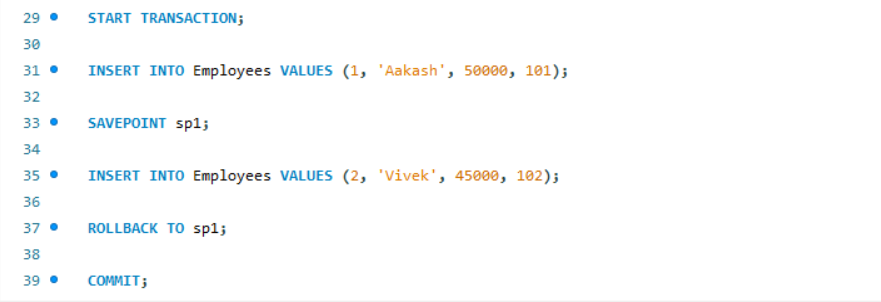 29 START TRANSACTION;
30
31 INSERT INTO Employees VALUES (1, 'Aakash', 50000, 101);
32
33 SAVEPOINT sp1;
34
35 INSERT INTO Employees VALUES (2, 'Vivek', 45000, 102);
36
37 ROLLBACK TO sp1;
38
39 COMMIT;